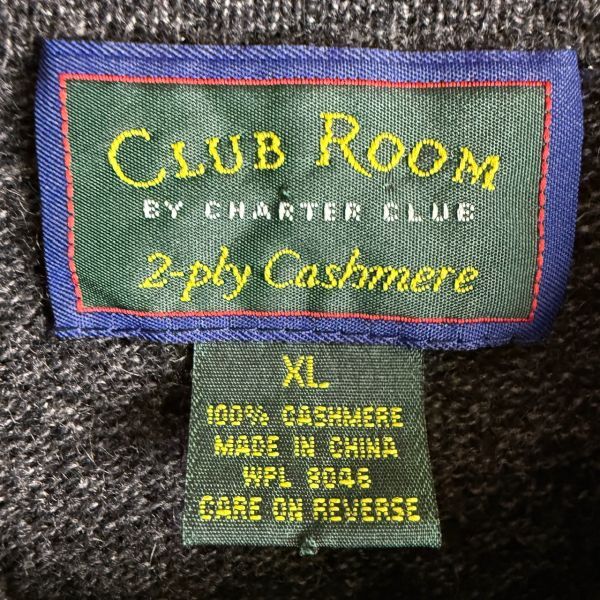 CLUB ROOM
BY CHARTER CLUB
2-ply Cashmere
XL
100% CASHMERE
MADE IN CHINA
WPL 8046
CARE ON REVERSE